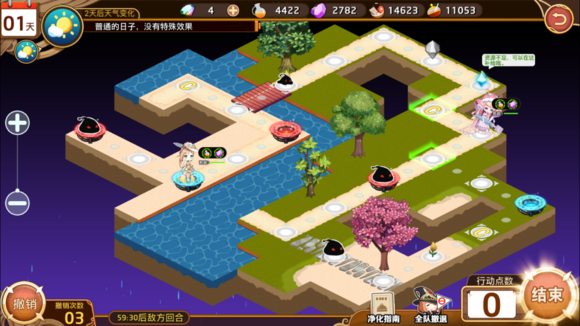 01天
2天后天气变化
普通的日子，没有特殊效果
4
4422
2782
14623
11053
行动点数
0
结束
撤销
撤销次数
03
59:30后敌方回合
净化指南
全队撤退